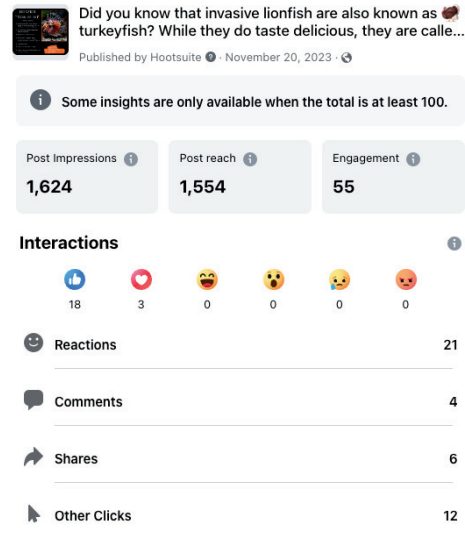 Did you know that invasive lionfish are also known as 🦃
turkeyfish? While they do taste delicious, they are calle...
Published by Hootsuite · November 20, 2023 ·
Some insights are only available when the total is at least 100.
Post Impressions Post reach Engagement
1,624 1,554 55
Interactions
18 3 0 0 0 0
Reactions 21
Comments 4
Shares 6
Other Clicks 12